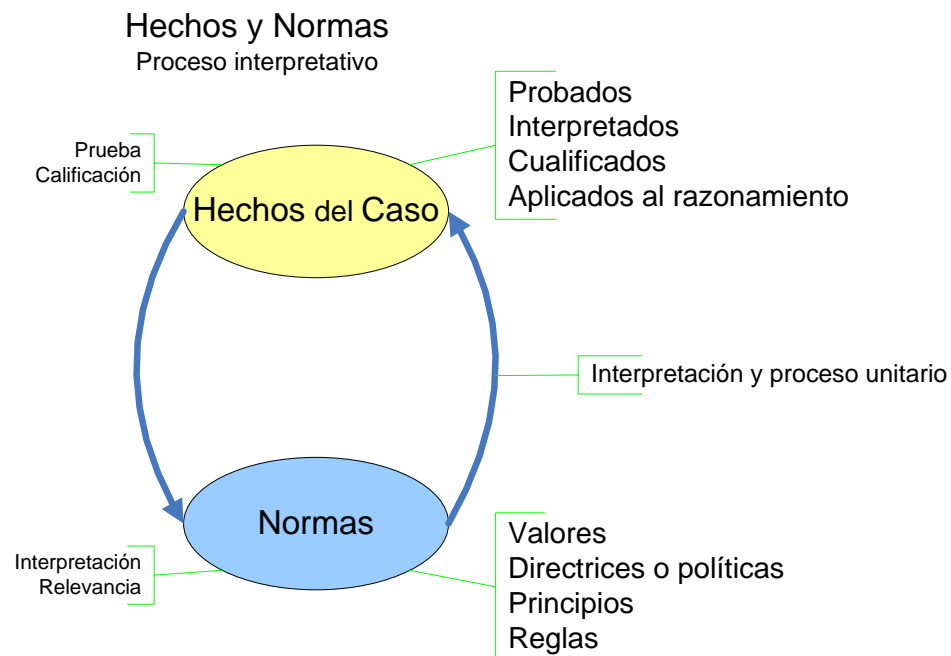 Hechos y Normas
Proceso interpretativo
Prueba
Calificación
Hechos del Caso
Probados
Interpretados
Cualificados
Aplicados al razonamiento
Interpretación y proceso unitario
Interpretación
Relevancia
Normas
Valores
Directrices o políticas
Principios
Reglas